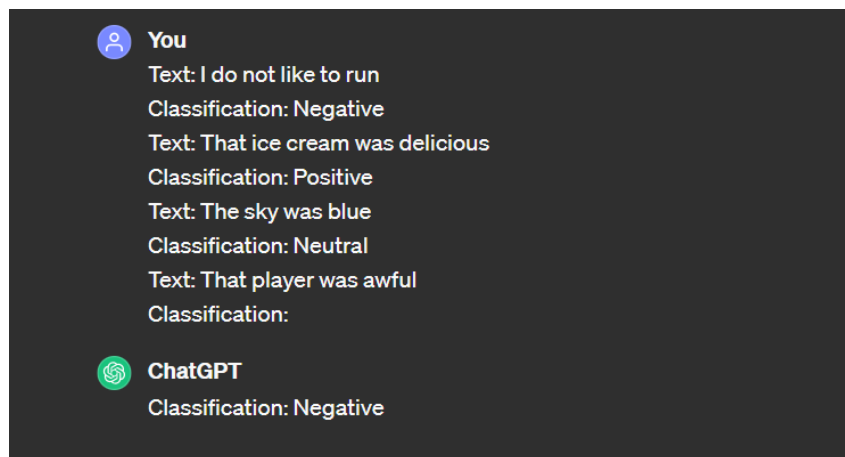 You
Text: I do not like to run
Classification: Negative
Text: That ice cream was delicious
Classification: Positive
Text: The sky was blue
Classification: Neutral
Text: That player was awful
Classification:
ChatGPT
Classification: Negative